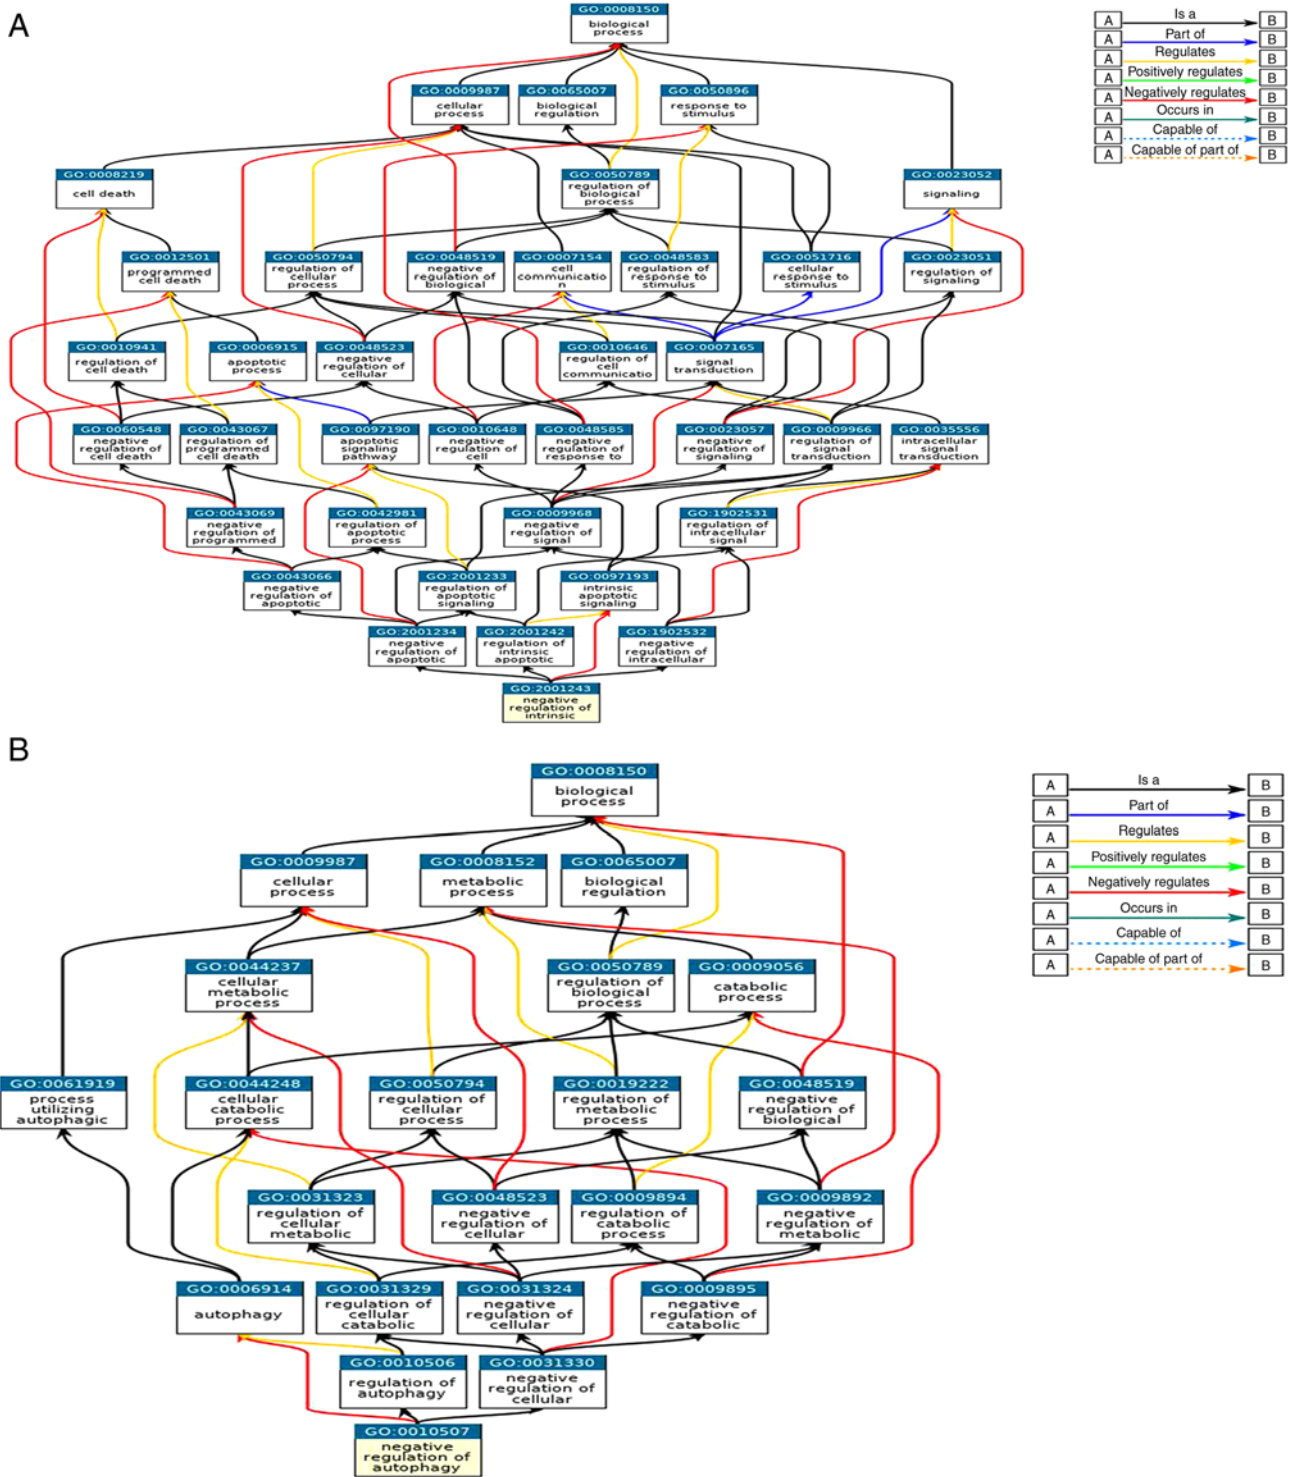 A
GO:0008150
biological
process
GO:0009987
cellular
process
GO:0065007
biological
regulation
GO:0050896
response to
stimulus
GO:0008219
cell death
GO:0050789
regulation of
biological
process
GO:0023052
signaling
GO:0012501
programmed
cell death
GO:0050794
regulation of
cellular
process
GO:0048519
negative
regulation of
biological
GO:0007154
cell
communicatio
n
GO:0048583
regulation of
response to
stimulus
GO:0051716
cellular
response to
stimulus
GO:0023051
regulation of
signaling
GO:0010941
regulation of
cell death
GO:0006915
apoptotic
process
GO:0048523
negative
regulation of
cellular
GO:0010646
regulation of
cell
communicatio
GO:0007165
signal
transduction
GO:0060548
negative
regulation of
cell death
GO:0043067
regulation of
programmed
cell death
GO:0097190
apoptotic
signaling
pathway
GO:0010648
negative
regulation of
cell
GO:0048585
negative
regulation of
response to
GO:0023057
negative
regulation of
signaling
GO:0009966
regulation of
signal
transduction
GO:0035556
intracellular
signal
transduction
GO:0043069
negative
regulation of
programmed
GO:0042981
regulation of
apoptotic
process
GO:0009968
negative
regulation of
signal
GO:1902531
regulation of
intracellular
signal
GO:0043066
negative
regulation of
apoptotic
GO:2001233
regulation of
apoptotic
signaling
GO:0097193
intrinsic
apoptotic
signaling
GO:2001234
negative
regulation of
apoptotic
GO:2001242
regulation of
intrinsic
apoptotic
GO:1902532
negative
regulation of
intracellular
GO:2001243
negative
regulation of
intrinsic
A Is a B
A Part of B
A Regulates B
A Positively regulates B
A Negatively regulates B
A Occurs in B
A Capable of B
A Capable of part of B
B
GO:0008150
biological
process
GO:0009987
cellular
process
GO:0008152
metabolic
process
GO:0065007
biological
regulation
GO:0044237
cellular
metabolic
process
GO:0050789
regulation of
biological
process
GO:0009056
catabolic
process
GO:0061919
process
utilizing
autophagic
GO:0044248
cellular
catabolic
process
GO:0050794
regulation of
cellular
process
GO:0019222
regulation of
metabolic
process
GO:0048519
negative
regulation of
biological
GO:0031323
regulation of
cellular
metabolic
GO:0048523
negative
regulation of
cellular
GO:0009894
regulation of
catabolic
process
GO:0009892
negative
regulation of
metabolic
GO:0006914
autophagy
GO:0031329
regulation of
cellular
catabolic
GO:0031324
negative
regulation of
cellular
GO:0009895
negative
regulation of
catabolic
GO:0010506
regulation of
autophagy
GO:0031330
negative
regulation of
cellular
GO:0010507
negative
regulation of
autophagy
A Is a B
A Part of B
A Regulates B
A Positively regulates B
A Negatively regulates B
A Occurs in B
A Capable of B
A Capable of part of B